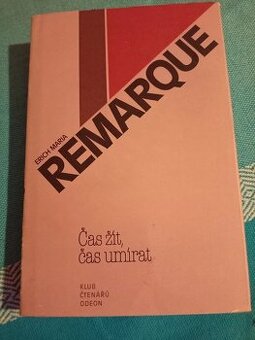 ERICH MARIA
REMARQUE
Čas žít,
čas umírat
KLUB
ČTENÁŘŮ
ODEON